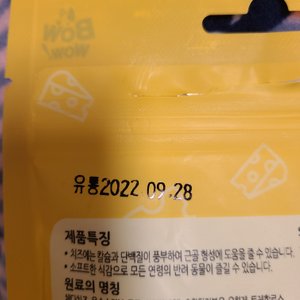 BOW
WOW!
유통2022 09.28
제품특징
· 치즈에는 칼슘과 단백질이 풍부하여 근골 형성에 도움을 줄 수 있습니다.
· 소프트한 식감으로 모든 연령의 반려 동물이 즐길 수 있습니다.
원료의 명칭